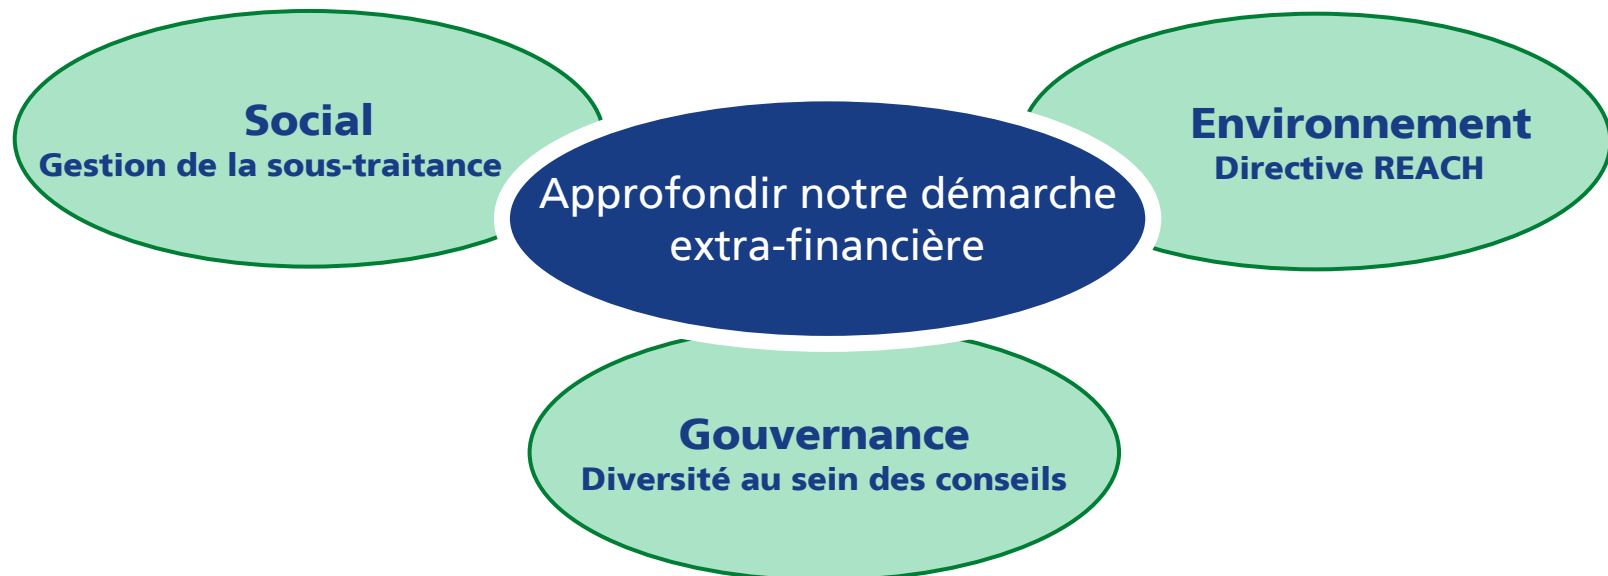 Social
Gestion de la sous-traitance
Environnement
Directive REACH
Approfondir notre démarche
extra-financière
Gouvernance
Diversité au sein des conseils